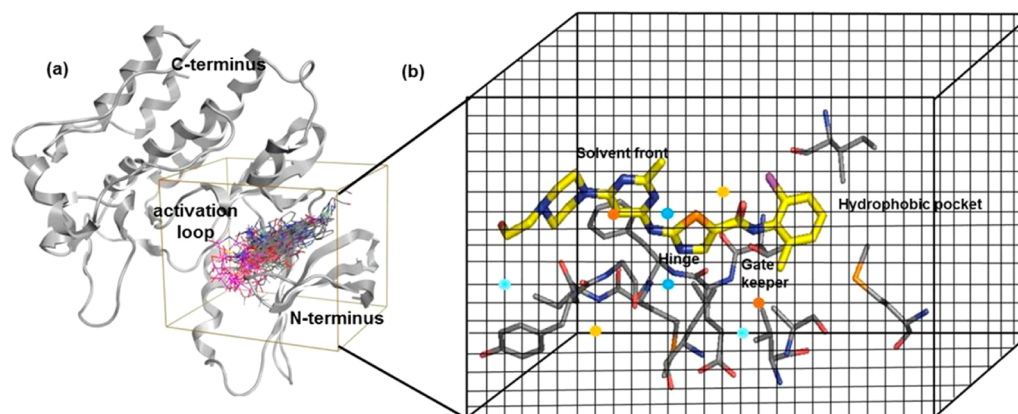 (a)
C-terminus
activation
loop
N-terminus
(b)
Solvent front
Hydrophobic pocket
Hinge
Gate
keeper